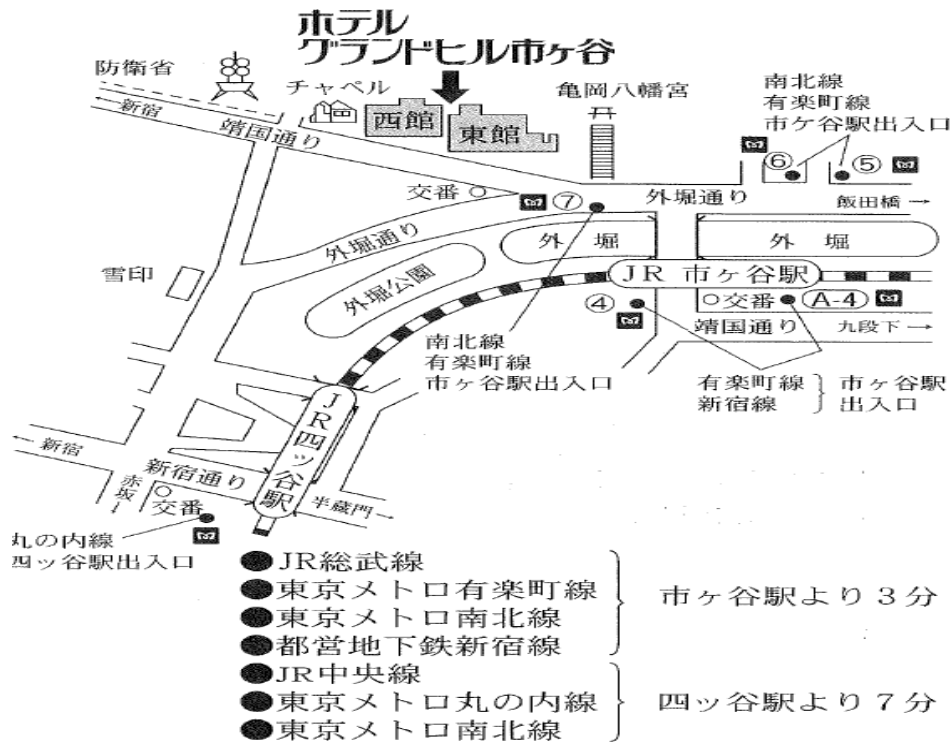 ホテル
グランドヒル市ヶ谷
防衛省
←新宿
靖国通り
チャペル
西館
東館
亀岡八幡宮
南北線
有楽町線
市ケ谷駅出入口
⑥
⑤
交番
⑦
外堀通り
飯田橋→
外堀通り
外 堀
外 堀
雪印
外堀公園
JR 市ヶ谷駅
④
交番
A-4
靖国通り
九段下→
南北線
有楽町線
市ヶ谷駅出入口
有楽町線
新宿線
市ヶ谷駅
出入口
JR四ッ谷駅
←新宿
新宿通り
赤坂
交番
半蔵門→
丸の内線
四ッ谷駅出入口
●JR総武線
●東京メトロ有楽町線
●東京メトロ南北線
●都営地下鉄新宿線
市ヶ谷駅より3分
●JR中央線
●東京メトロ丸の内線
●東京メトロ南北線
四ッ谷駅より7分